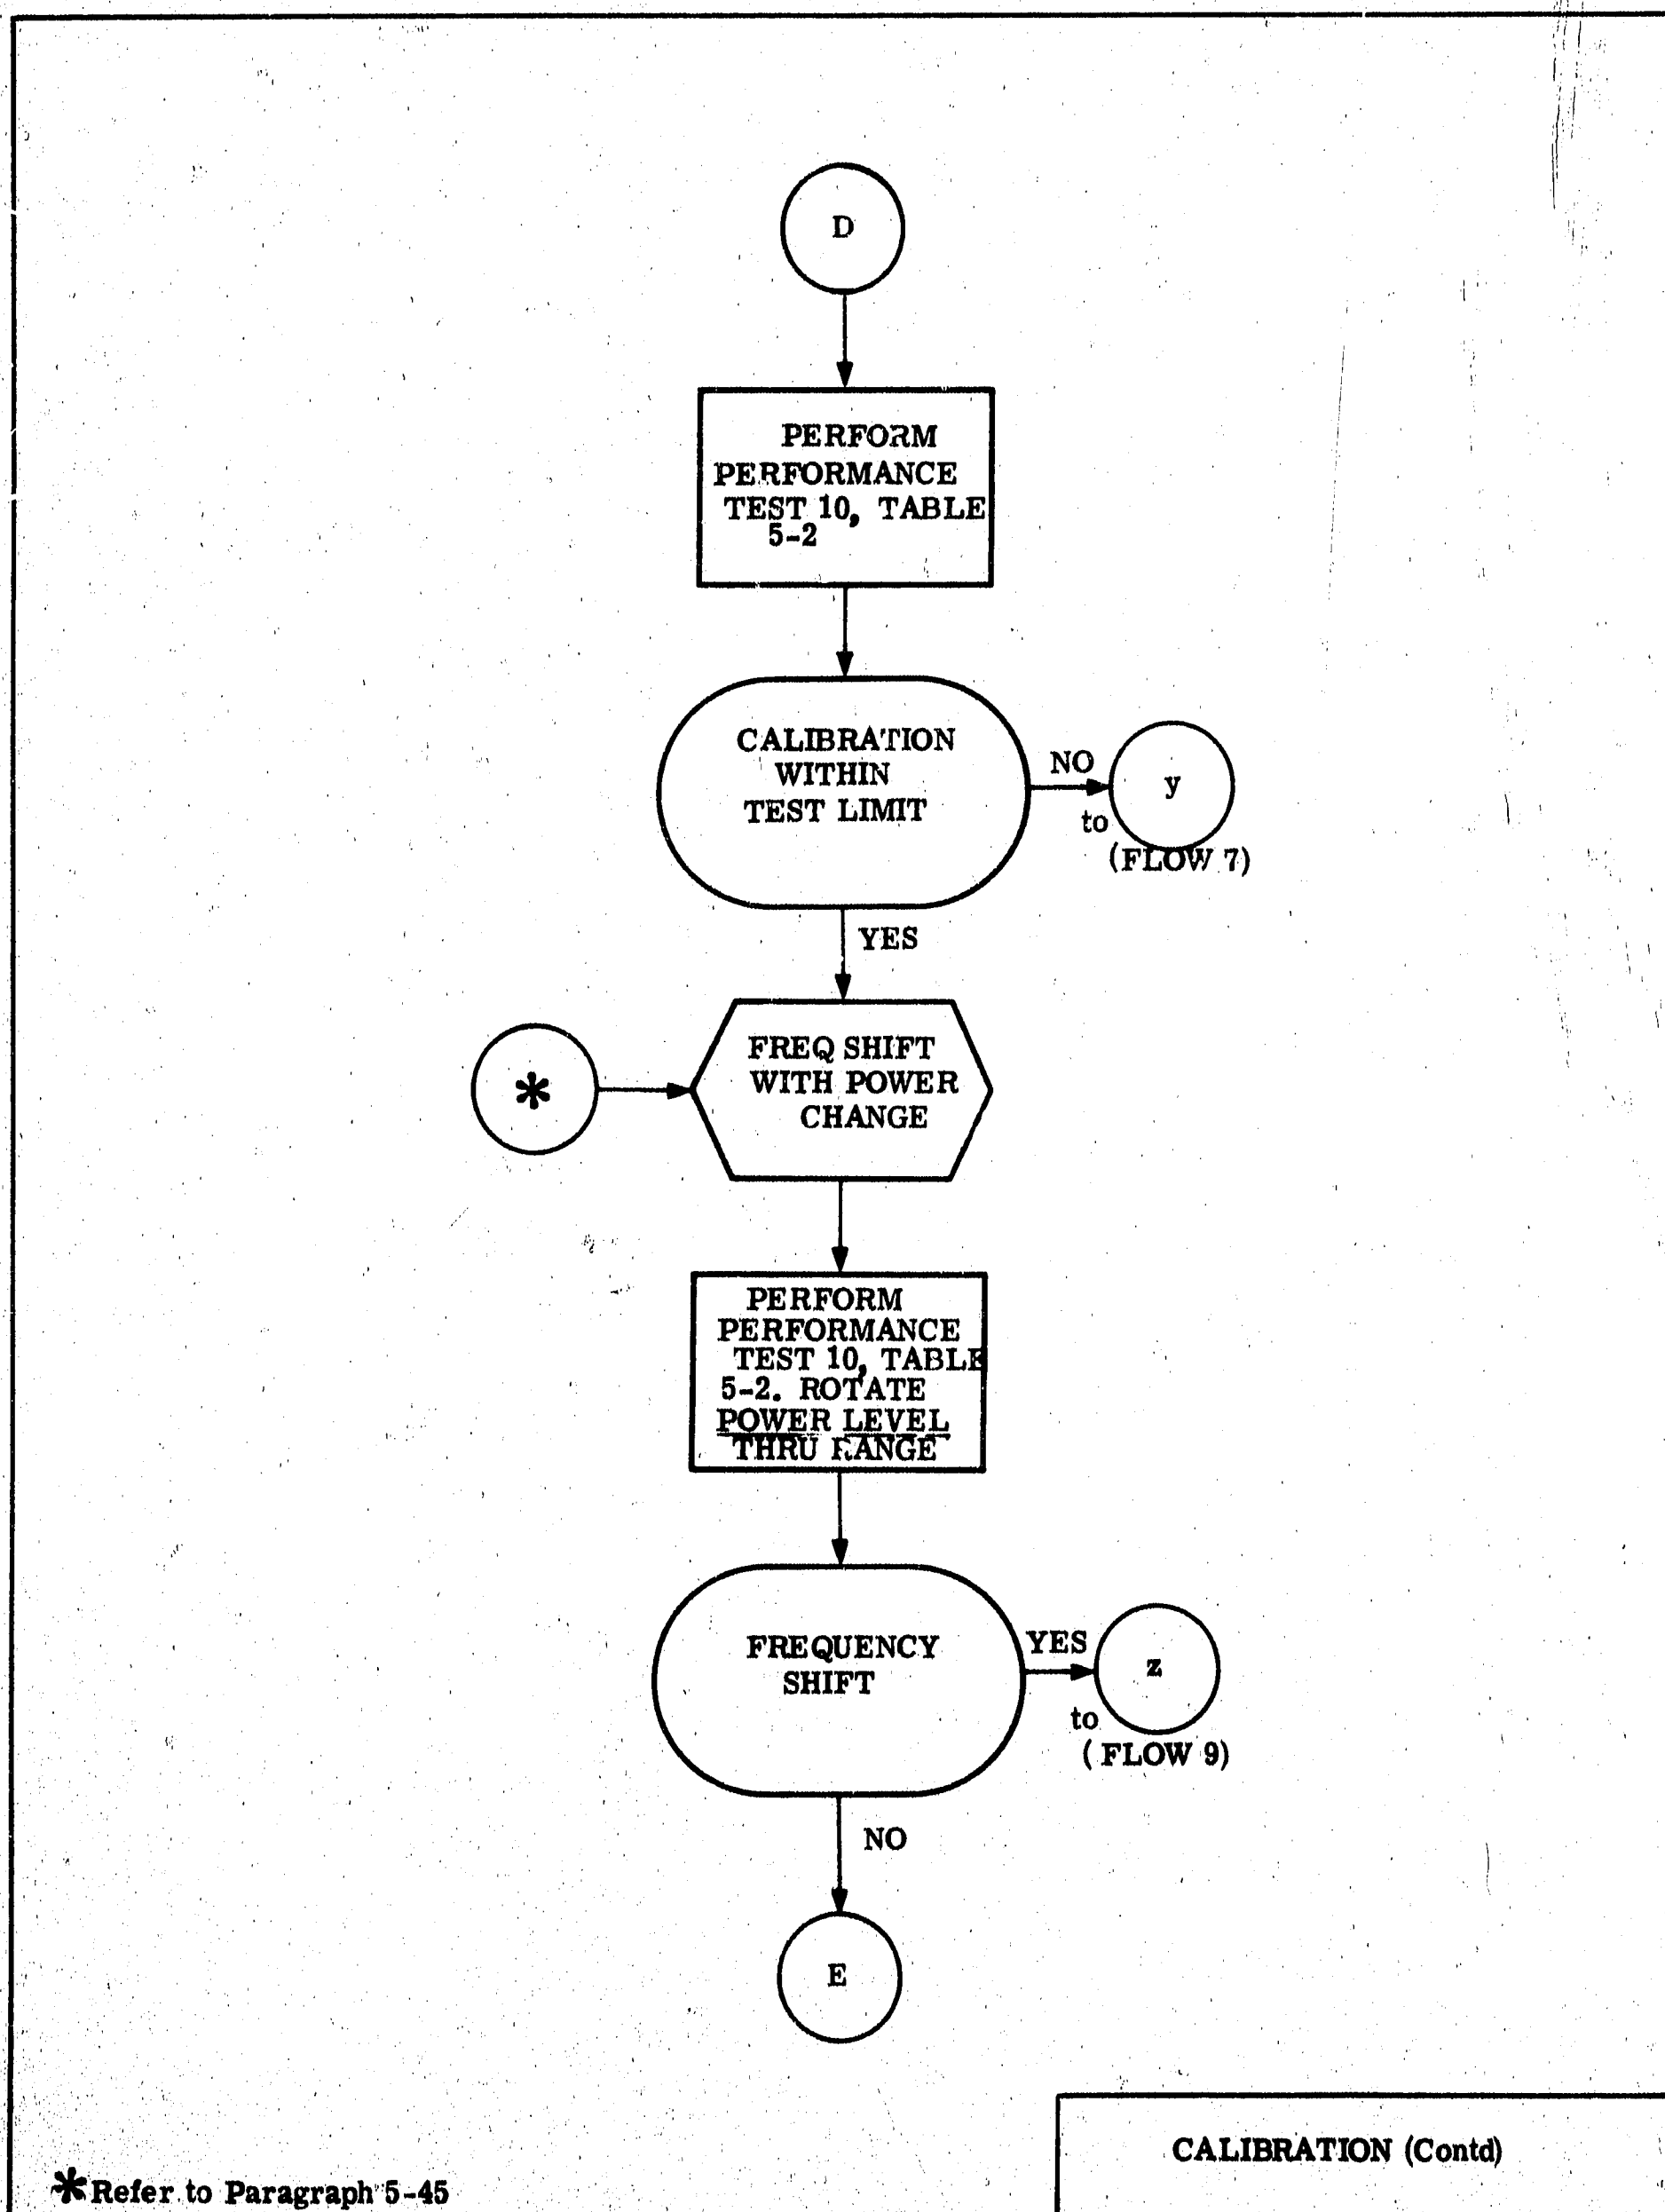 D
PERFORM
PERFORMANCE
TEST 10, TABLE
5-2
CALIBRATION
WITHIN
TEST LIMIT
NO
y
to
(FLOW 7)
YES
*
FREQ SHIFT
WITH POWER
CHANGE
PERFORM
PERFORMANCE
TEST 10, TABLE
5-2. ROTATE
POWER LEVEL
THRU RANGE
FREQUENCY
SHIFT
YES
z
to
( FLOW 9)
NO
E
CALIBRATION (Contd)
*Refer to Paragraph 5-45